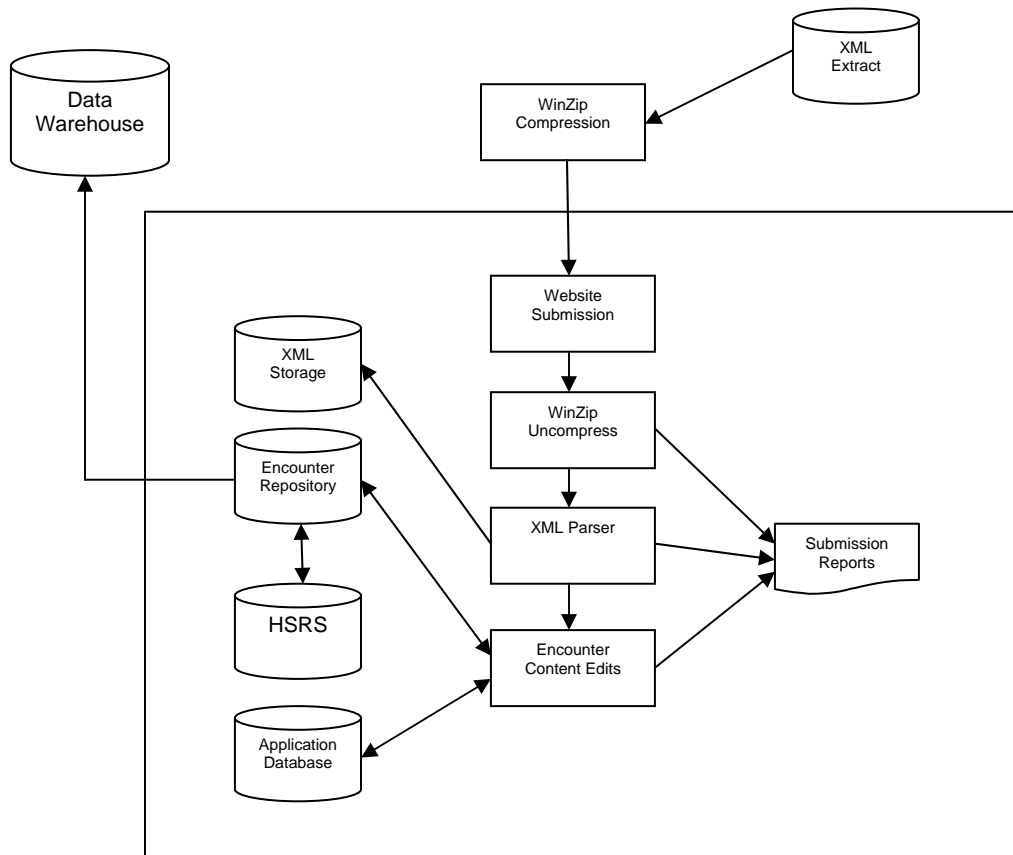 XML
Extract
Data
Warehouse
WinZip
Compression
Website
Submission
XML
Storage
WinZip
Uncompress
Encounter
Repository
XML Parser
Submission
Reports
HSRS
Encounter
Content Edits
Application
Database